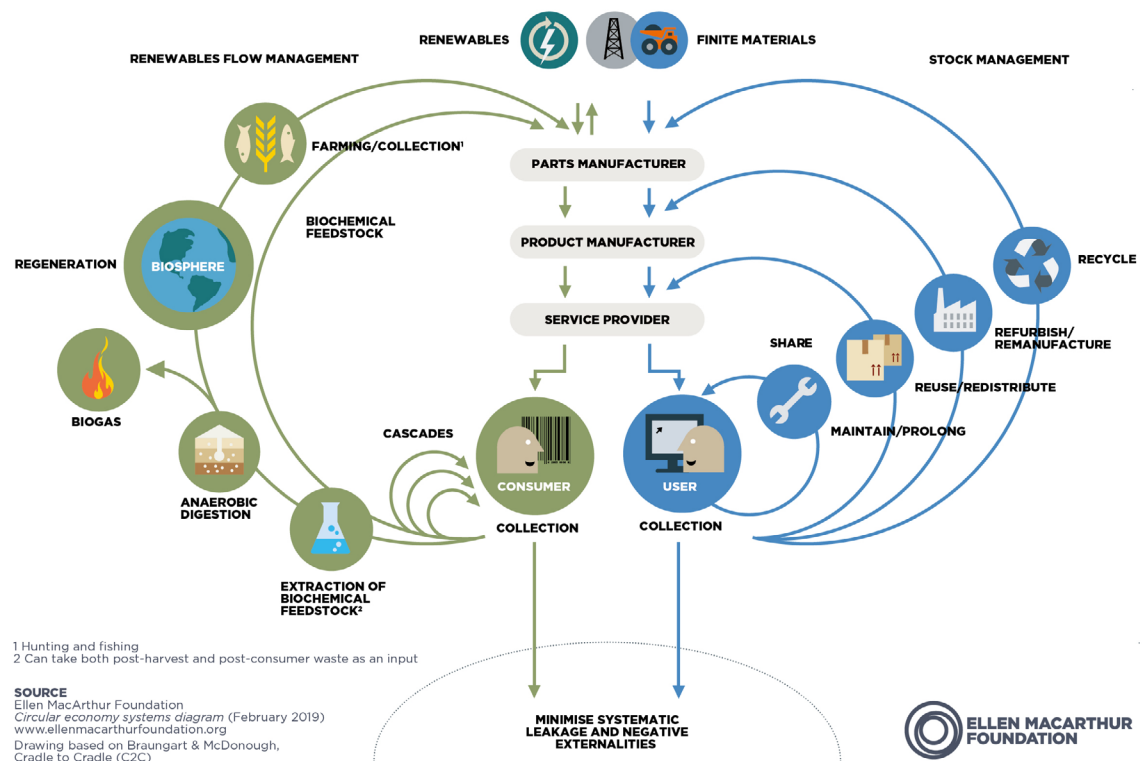 RENEWABLES
FINITE MATERIALS
RENEWABLES FLOW MANAGEMENT
STOCK MANAGEMENT
FARMING/COLLECTION¹
PARTS MANUFACTURER
BIOCHEMICAL
FEEDSTOCK
PRODUCT MANUFACTURER
REGENERATION
BIOSPHERE
RECYCLE
SERVICE PROVIDER
SHARE
REFURBISH/
REMANUFACTURE
REUSE/REDISTRIBUTE
BIOGAS
CASCADES
MAINTAIN/PROLONG
CONSUMER
USER
ANAEROBIC
DIGESTION
COLLECTION
COLLECTION
EXTRACTION OF
BIOCHEMICAL
FEEDSTOCK²
1 Hunting and fishing
2 Can take both post-harvest and post-consumer waste as an input
SOURCE
Ellen MacArthur Foundation
Circular economy systems diagram (February 2019)
www.ellenmacarthurfoundation.org
Drawing based on Braungart & McDonough,
Cradle to Cradle (C2C)
MINIMISE SYSTEMATIC
LEAKAGE AND NEGATIVE
EXTERNALITIES
ELLEN MACARTHUR
FOUNDATION